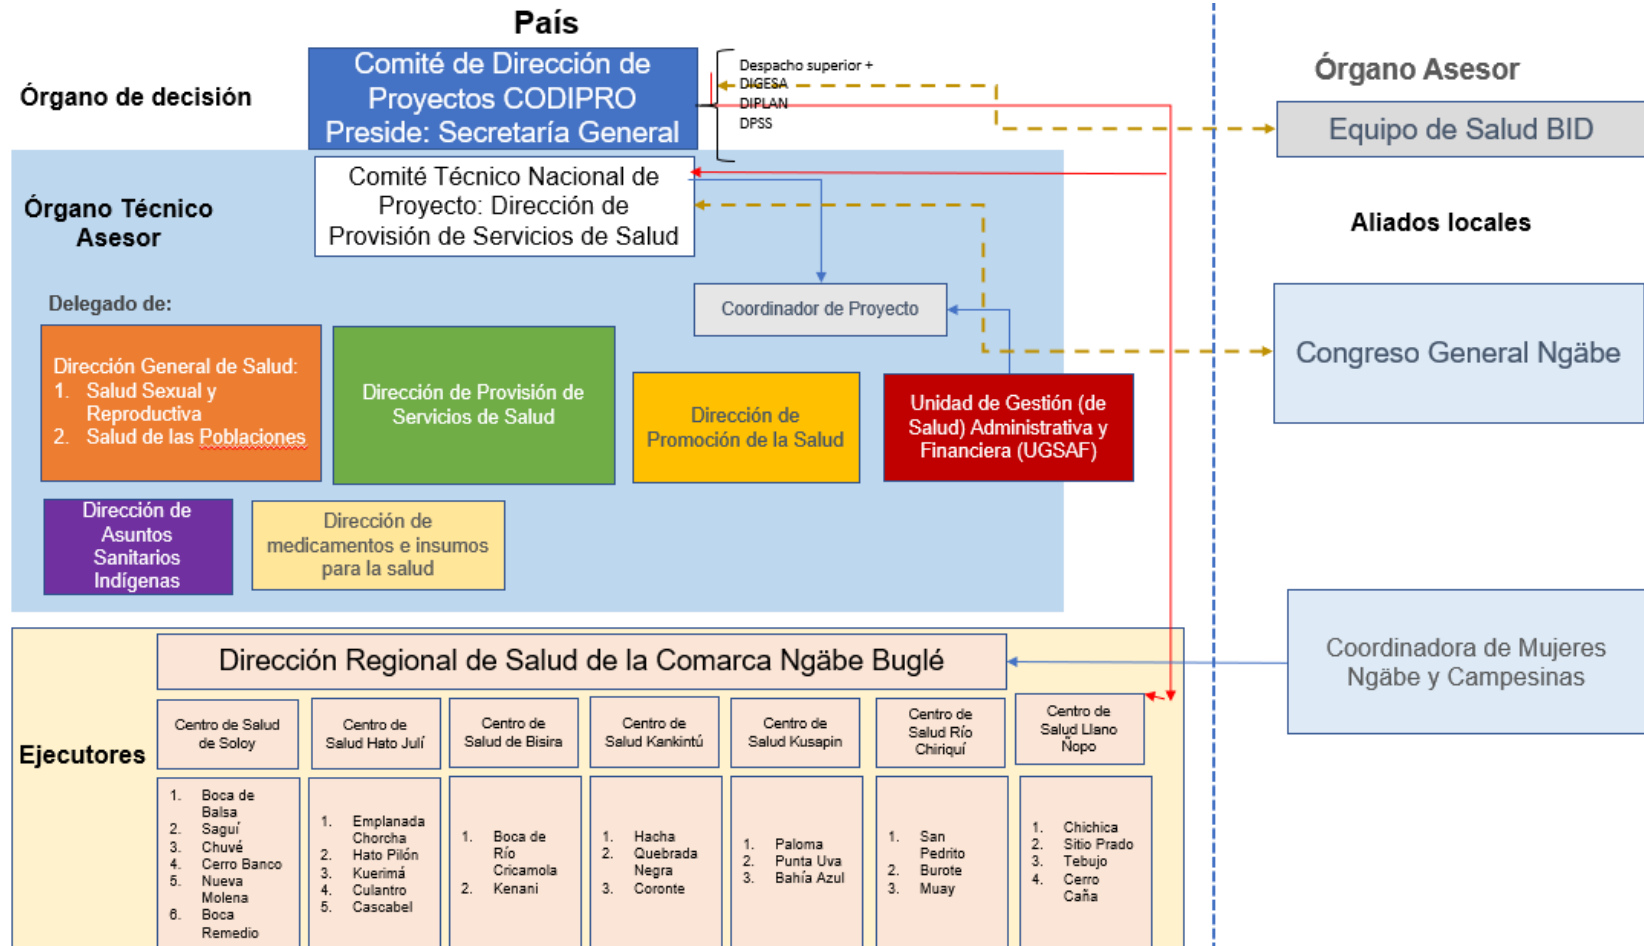 País
Órgano de decisión
Comité de Dirección de
Proyectos CODIPRO
Preside: Secretaría General
Despacho superior +
DIGESA
DIPLAN
DPSS
Órgano Asesor
Equipo de Salud BID
Órgano Técnico
Asesor
Comité Técnico Nacional de
Proyecto: Dirección de
Provisión de Servicios de Salud
Aliados locales
Coordinador de Proyecto
Congreso General Ngäbe
Delegado de:
Dirección General de Salud:
1. Salud Sexual y
Reproductiva
2. Salud de las Poblaciones
Dirección de Provisión de
Servicios de Salud
Dirección de
Promoción de la Salud
Unidad de Gestión (de
Salud) Administrativa y
Financiera (UGSAF)
Dirección de
Asuntos
Sanitarios
Indígenas
Dirección de
medicamentos e insumos
para la salud
Coordinadora de Mujeres
Ngäbe y Campesinas
Ejecutores
Dirección Regional de Salud de la Comarca Ngäbe Buglé
Centro de Salud
de Soloy
Centro de
Salud Hato Julí
Centro de
Salud de Bisira
Centro de
Salud Kankintú
Centro de
Salud Kusapin
Centro de
Salud Río
Chiriquí
Centro de
Salud Llano
Ñopo
1. Boca de
Balsa
2. Saguí
3. Chuvé
4. Cerro Banco
5. Nueva
Molena
6. Boca
Remedio
1. Emplanada
Chorcha
2. Hato Pilón
3. Kuerimá
4. Culantro
5. Cascabel
1. Boca de
Río
Cricamola
2. Kenani
1. Hacha
2. Quebrada
Negra
3. Coronte
1. Paloma
2. Punta Uva
3. Bahía Azul
1. San
Pedrito
2. Burote
3. Muay
1. Chichica
2. Sitio Prado
3. Tebujo
4. Cerro
Caña